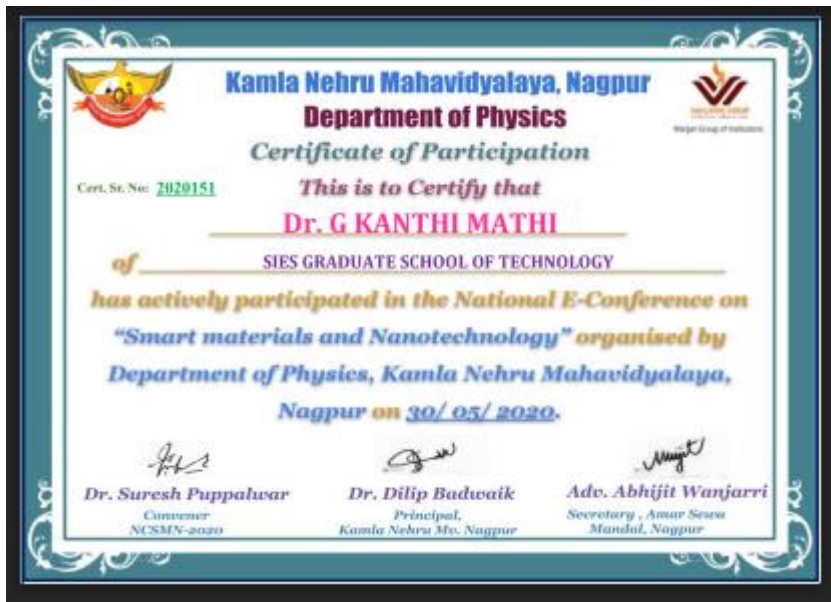 Kamla Nehru Mahavidyalaya, Nagpur
Department of Physics
Certificate of Participation
Cert. Sr. No: 2020151
This is to Certify that
Dr. G KANTHI MATHI
of SIES GRADUATE SCHOOL OF TECHNOLOGY
has actively participated in the National E-Conference on
“Smart materials and Nanotechnology” organised by
Department of Physics, Kamla Nehru Mahavidyalaya,
Nagpur on 30/ 05/ 2020.
Dr. Suresh Puppalwar
Convener
NCSMN-2020
Dr. Dilip Badwaik
Principal,
Kamla Nehru Mv. Nagpur
Adv. Abhijit Wanjarri
Secretary , Amar Sewa
Mandal, Nagpur